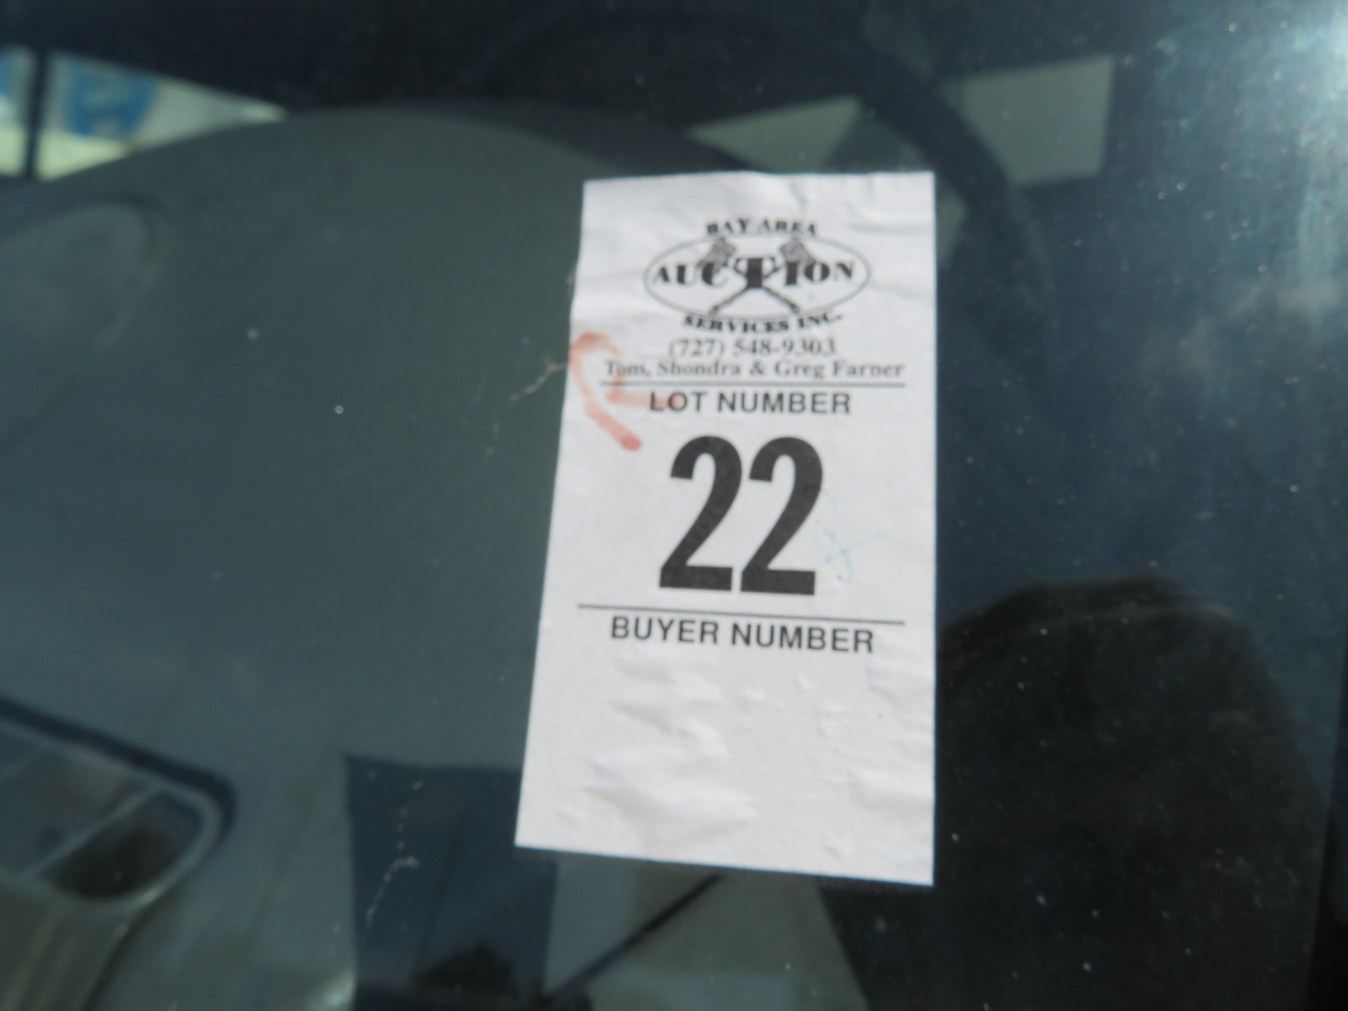 BAY AREA
AUCTION
SERVICES INC.
(727) 548-9303
Tom, Shondra & Greg Farner
LOT NUMBER
22
BUYER NUMBER